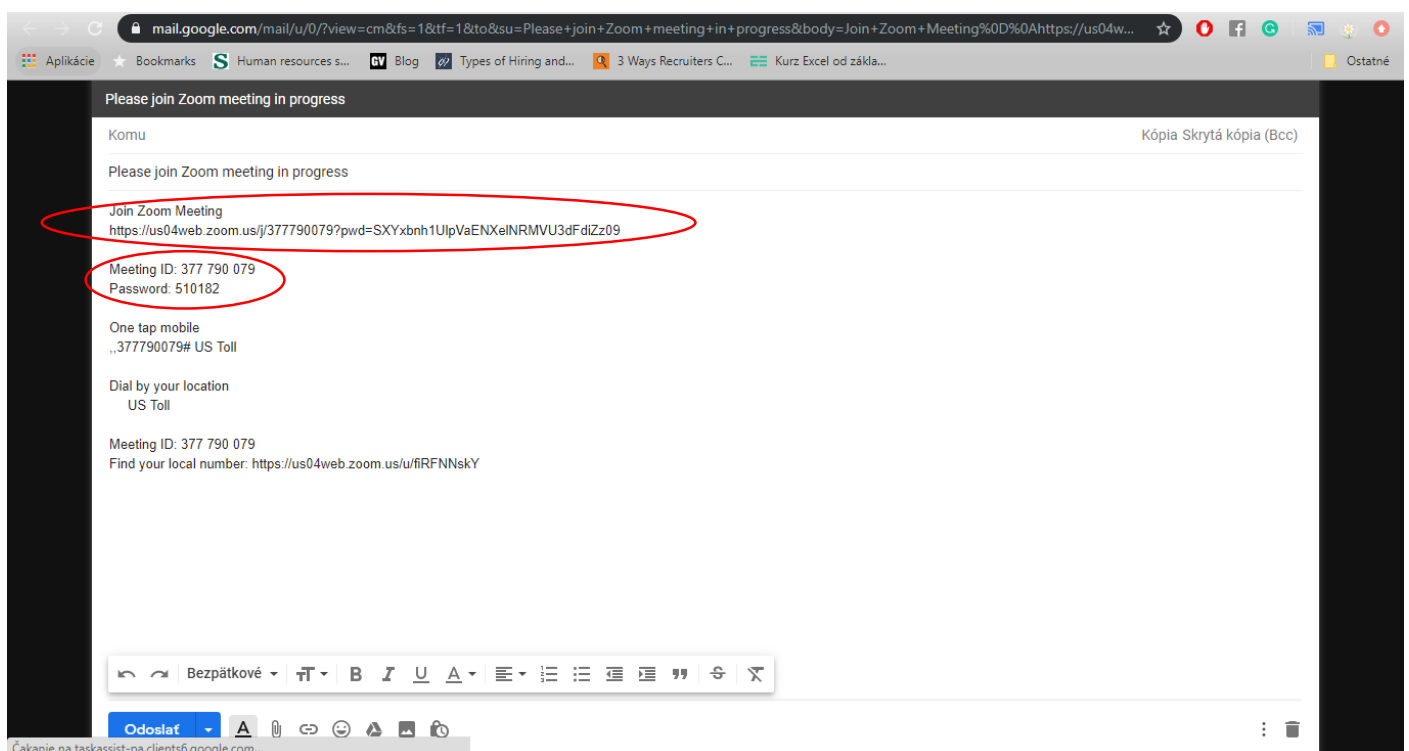 mail.google.com/mail/u/0/?view=cm&fs=1&tf=1&to&su=Please+join+Zoom+meeting+in+progress&body=Join+Zoom+Meeting%0D%0Ahttps://us04w...
Aplikácie Bookmarks Human resources s... Blog Types of Hiring and... 3 Ways Recruiters C... Kurz Excel od zákla... Ostatné
Please join Zoom meeting in progress
Komu Kópia Skrytá kópia (Bcc)
Please join Zoom meeting in progress
Join Zoom Meeting
https://us04web.zoom.us/j/377790079?pwd=SXYxbnh1UlpVaENXelNRMVU3dFdiZz09
Meeting ID: 377 790 079
Password: 510182
One tap mobile
,,377790079# US Toll
Dial by your location
US Toll
Meeting ID: 377 790 079
Find your local number: https://us04web.zoom.us/u/fiRFNNskY
Bezpätkové
Odoslať
Čakanie na taskassist-pa.clients6.google.com